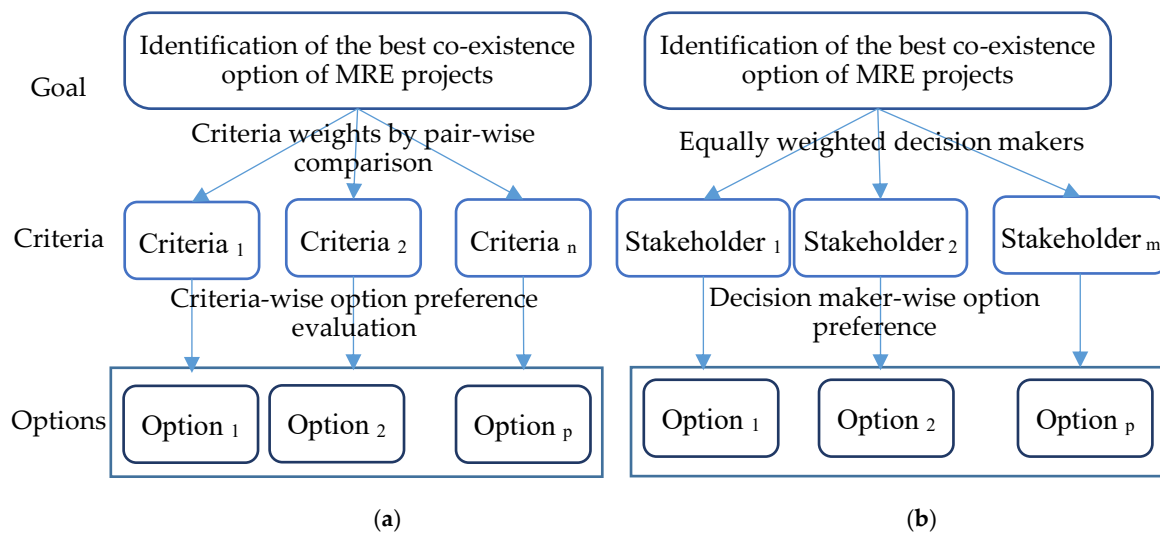 Goal
Identification of the best co-existence
option of MRE projects
Criteria weights by pair-wise
comparison
Criteria
Criteria 1
Criteria 2
Criteria n
Criteria-wise option preference
evaluation
Options
Option 1
Option 2
Option p
(a)
Identification of the best co-existence
option of MRE projects
Equally weighted decision makers
Stakeholder 1
Stakeholder 2
Stakeholder m
Decision maker-wise option
preference
Option 1
Option 2
Option p
(b)